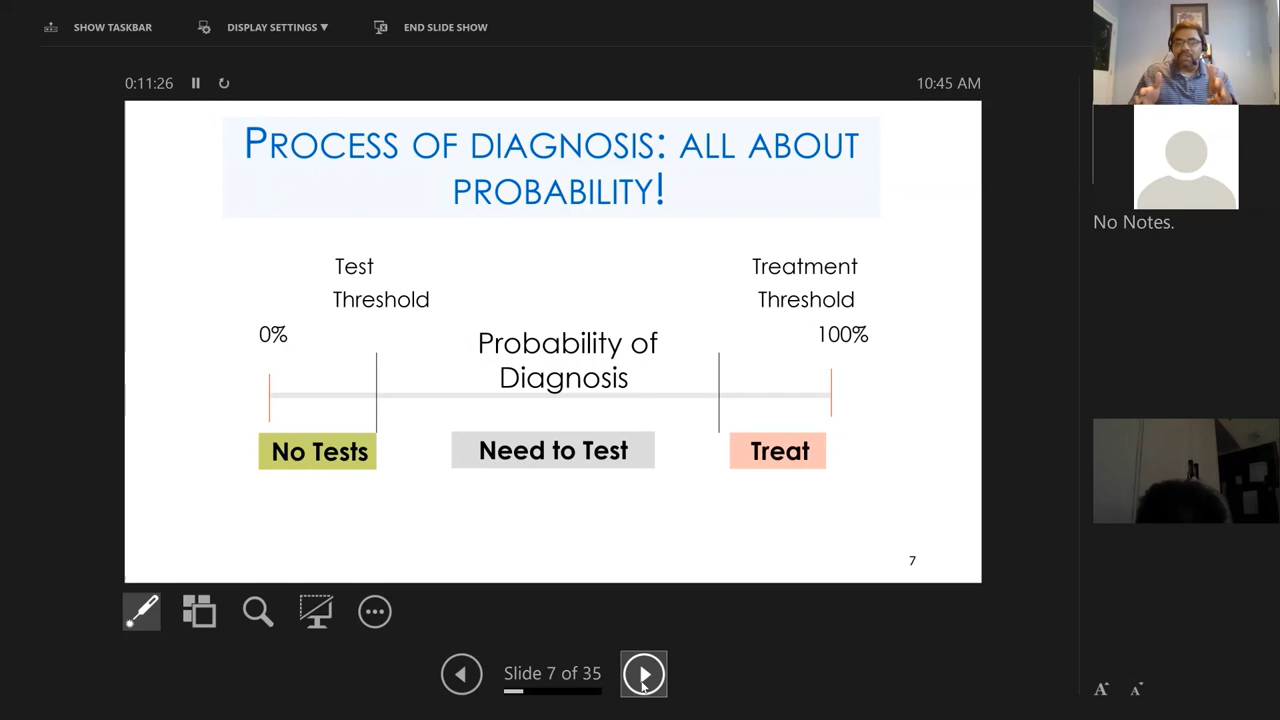 SHOW TASKBAR
DISPLAY SETTINGS ▼
END SLIDE SHOW
0:11:26
10:45 AM
PROCESS OF DIAGNOSIS: ALL ABOUT
PROBABILITY!
Test
Threshold
Treatment
Threshold
0%
100%
Probability of
Diagnosis
No Tests
Need to Test
Treat
7
No Notes.
Slide 7 of 35
A A